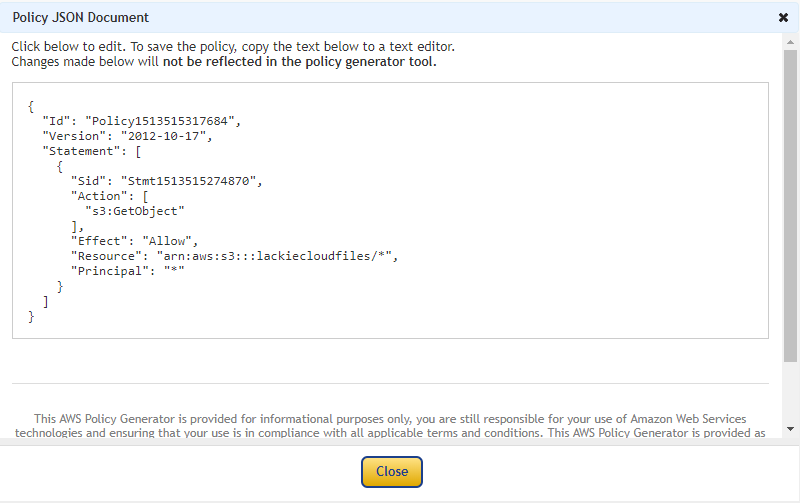 Policy JSON Document
Click below to edit. To save the policy, copy the text below to a text editor.
Changes made below will not be reflected in the policy generator tool.
{
"Id": "Policy1513515317684",
"Version": "2012-10-17",
"Statement": [
{
"Sid": "Stmt1513515274870",
"Action": [
"s3:GetObject"
],
"Effect": "Allow",
"Resource": "arn:aws:s3:::lackiecloudfiles/*",
"Principal": "*"
}
]
}
This AWS Policy Generator is provided for informational purposes only, you are still responsible for your use of Amazon Web Services
technologies and ensuring that your use is in compliance with all applicable terms and conditions. This AWS Policy Generator is provided as
Close